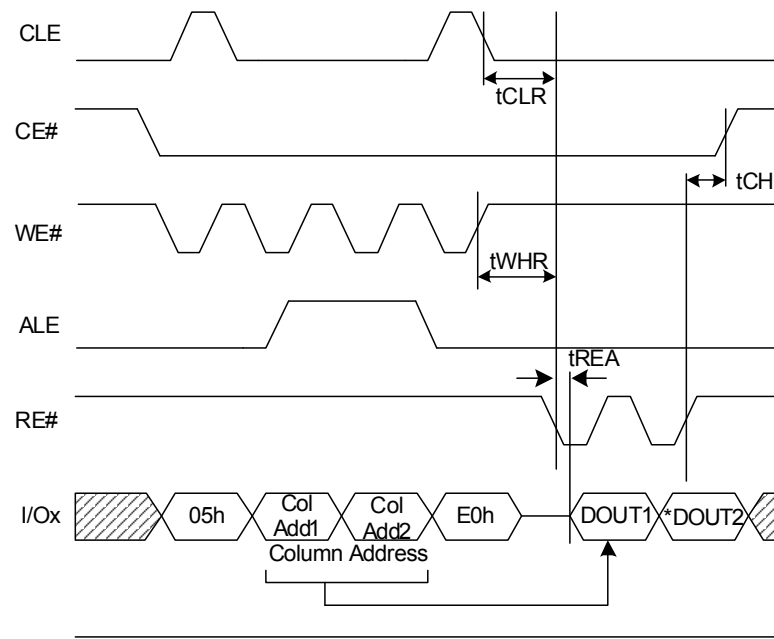 CLE
tCLR
CE#
tCH
WE#
tWHR
ALE
tREA
RE#
I/Ox
05h
Col
Add1
Col
Add2
E0h
DOUT1
*DOUT2
Column Address